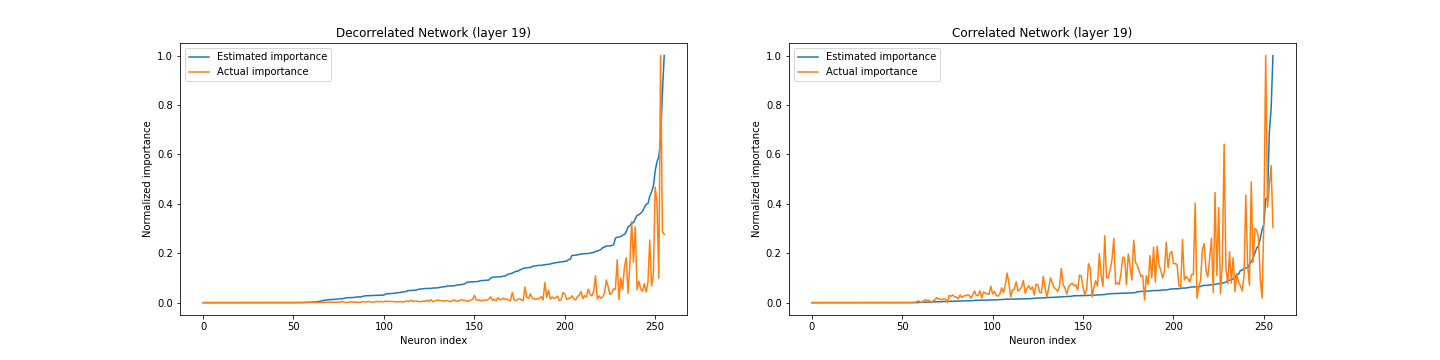 Decorrelated Network (layer 19)
Estimated importance
Actual importance
1.0
0.8
0.6
0.4
0.2
0.0
Normalized importance
0 50 100 150 200 250
Neuron index
Correlated Network (layer 19)
Estimated importance
Actual importance
1.0
0.8
0.6
0.4
0.2
0.0
Normalized importance
0 50 100 150 200 250
Neuron index